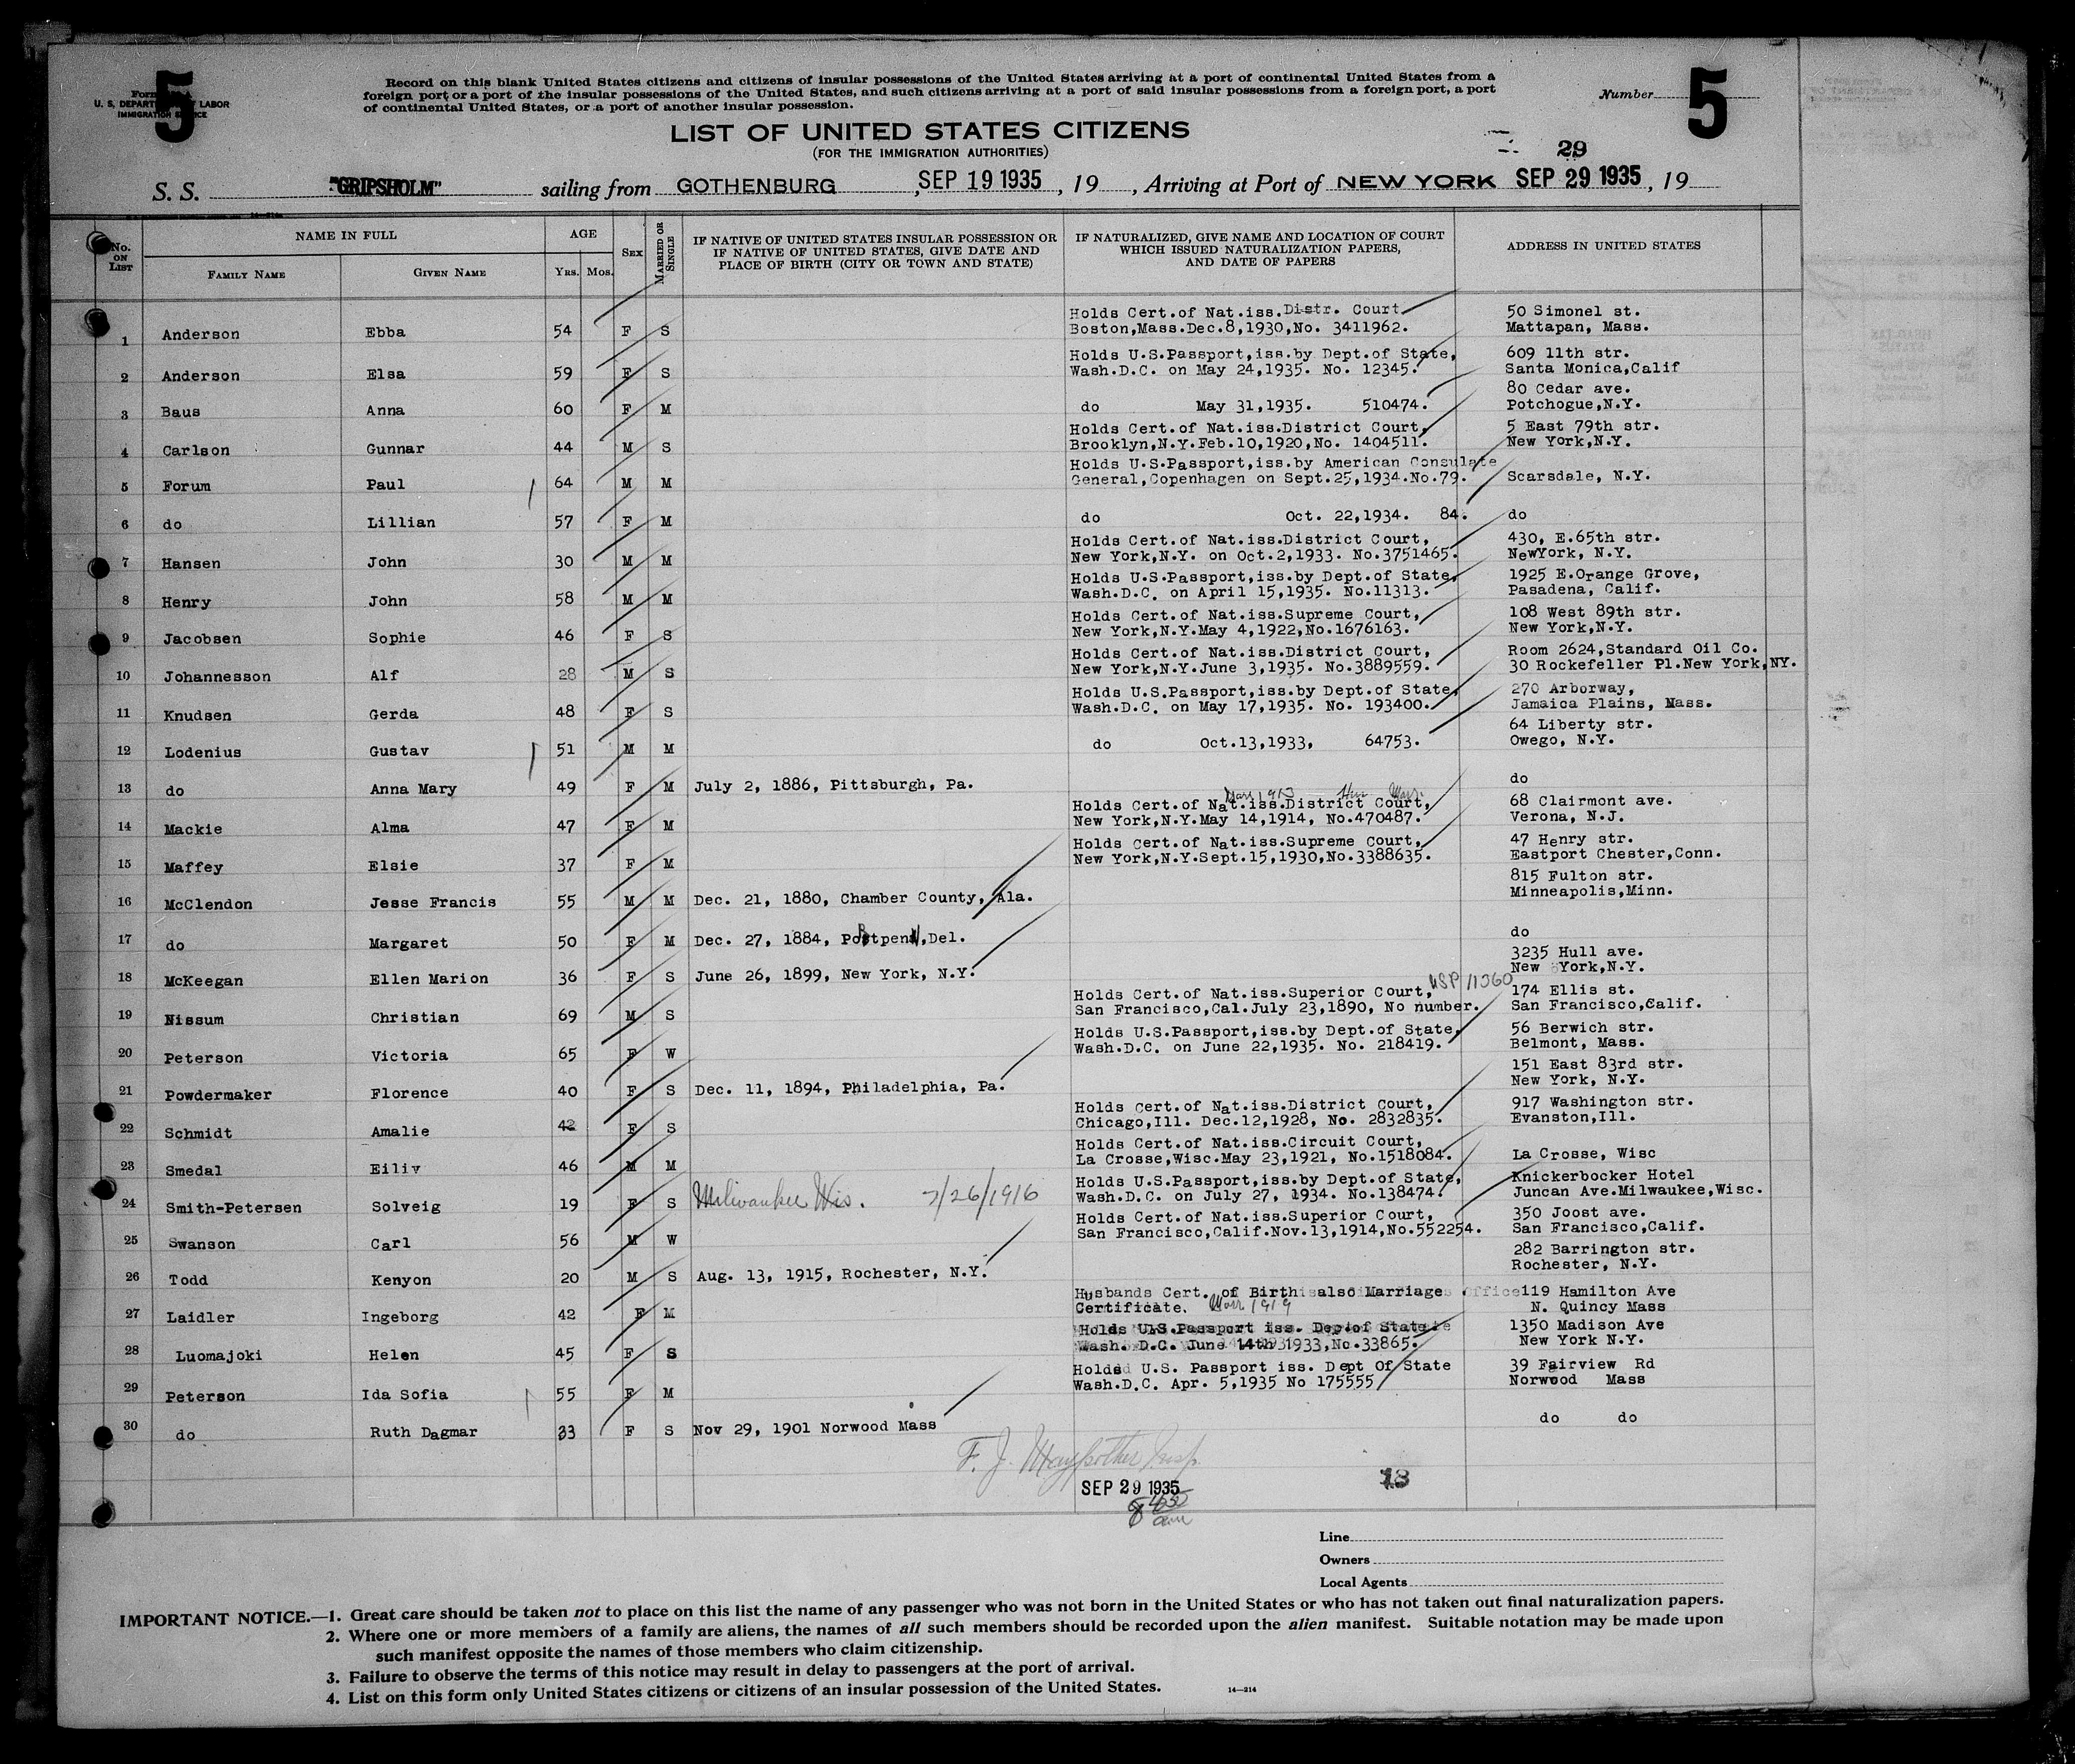 5
Form
U. S. DEPARTMENT OF LABOR
IMMIGRATION SERVICE
Record on this blank United States citizens and citizens of insular possessions of the United States arriving at a port of continental United States from a
foreign port or a port of the insular possessions of the United States, and such citizens arriving at a port of said insular possessions from a foreign port, a port
of continental United States, or a port of another insular possession.
Number 5
LIST OF UNITED STATES CITIZENS
(FOR THE IMMIGRATION AUTHORITIES)
29
S. S. "GRIPSHOLM" sailing from GOTHENBURG, SEP 19 1935, 19 , Arriving at Port of NEW YORK SEP 29 1935, 19
No. ON LIST
NAME IN FULL
FAMILY NAME GIVEN NAME
AGE
YRS. MOS.
SEX
MARRIED OR SINGLE
IF NATIVE OF UNITED STATES INSULAR POSSESSION OR
IF NATIVE OF UNITED STATES, GIVE DATE AND
PLACE OF BIRTH (CITY OR TOWN AND STATE)
IF NATURALIZED, GIVE NAME AND LOCATION OF COURT
WHICH ISSUED NATURALIZATION PAPERS,
AND DATE OF PAPERS
ADDRESS IN UNITED STATES
Holds Cert.of Nat.iss.Distr. Court 50 Simonel st.
1 Anderson Ebba 54 F S Boston,Mass.Dec.8,1930,No. 3411962. Mattapan, Mass.
Holds U.S.Passport,iss.by Dept.of State, 609 11th str.
2 Anderson Elsa 59 F S Wash.D.C. on May 24,1935. No. 12345. Santa Monica,Calif
80 Cedar ave.
3 Baus Anna 60 F M do May 31,1935. 510474. Potchogue,N.Y.
Holds Cert.of Nat.iss.District Court, 5 East 79th str.
4 Carlson Gunnar 44 M S Brooklyn,N.Y.Feb.10,1920,No. 1404511. New York,N.Y.
Holds U.S.Passport,iss.by American Consulate
5 Forum Paul 64 M M General,Copenhagen on Sept.25,1934.No.79. Scarsdale, N.Y.
6 do Lillian 57 F M do Oct. 22,1934. 84. do
Holds Cert.of Nat.iss.District Court, 430, E.65th str.
7 Hansen John 30 M M New York,N.Y. on Oct.2,1933. No.3751465. NewYork, N.Y.
Holds U.S.Passport,iss.by Dept.of State, 1925 E.Orange Grove,
8 Henry John 58 M M Wash.D.C. on April 15,1935. No.11313. Pasadena, Calif.
Holds Cert.of Nat.iss.Supreme Court, 108 West 89th str.
9 Jacobsen Sophie 46 F S New York,N.Y.May 4,1922,No.1676163. New York,N.Y.
Holds Cert.of Nat.iss.District Court, Room 2624,Standard Oil Co.
10 Johannesson Alf 28 M S New York,N.Y.June 3,1935. No.3889559. 30 Rockefeller Pl.New York,NY.
Holds U.S.Passport,iss.by Dept.of State, 270 Arborway,
11 Knudsen Gerda 48 F S Wash.D.C. on May 17,1935. No. 193400. Jamaica Plains, Mass.
64 Liberty str.
12 Lodenius Gustav 51 M M do Oct.13,1933, 64753. Owego, N.Y.
13 do Anna Mary 49 F M July 2, 1886, Pittsburgh, Pa. do
Marr 1913
Holds Cert.of Nat.iss.District Court, 68 Clairmont ave.
14 Mackie Alma 47 F M New York,N.Y.May 14,1914, No.470487. Verona, N.J.
Holds Cert.of Nat.iss.Supreme Court, 47 Henry str.
15 Maffey Elsie 37 F M New York,N.Y.Sept.15,1930,No.3388635. Eastport Chester,Conn.
815 Fulton str.
16 McClendon Jesse Francis 55 M M Dec. 21, 1880, Chamber County, Ala. Minneapolis,Minn.
17 do Margaret 50 F M Dec. 27, 1884, ,Del. do
3235 Hull ave.
18 McKeegan Ellen Marion 36 F S June 26, 1899, New York, N.Y. New York,N.Y.
USP 11360
Holds Cert.of Nat.iss.Superior Court, 174 Ellis st.
19 Nissum Christian 69 M S San Francisco,Cal.July 23,1890, No number. San Francisco,Calif.
Holds U.S.Passport,iss.by Dept.of State, 56 Berwich str.
20 Peterson Victoria 65 F W Wash.D.C. on June 22,1935. No. 218419. Belmont, Mass.
151 East 83rd str.
21 Powdermaker Florence 40 F S Dec. 11, 1894, Philadelphia, Pa. New York, N.Y.
Holds Cert.of Nat.iss.District Court, 917 Washington str.
22 Schmidt Amalie 42 F S Chicago,Ill. Dec.12,1928, No. 2832835. Evanston,Ill.
Holds Cert.of Nat.iss.Circuit Court,
23 Smedal Eiliv 46 M M La Crosse,Wisc.May 23,1921, No.1518084. La Crosse, Wisc
Holds U.S.Passport,iss.by Dept.of State, Knickerbocker Hotel
24 Smith-Petersen Solveig 19 F S Milwaukee Wis. 7/26/1916 Wash.D.C. on July 27, 1934. No.138474. Juncan Ave.Milwaukee,Wisc.
Holds Cert.of Nat.iss.Superior Court, 350 Joost ave.
25 Swanson Carl 56 M W San Francisco,Calif.Nov.13,1914,No.552254. San Francisco,Calif.
282 Barrington str.
26 Todd Kenyon 20 M S Aug. 13, 1915, Rochester, N.Y. Rochester, N.Y.
Husbands Cert. of Birth also Marriage 119 Hamilton Ave
27 Laidler Ingeborg 42 F M Certificate. Marr 1919 N. Quincy Mass
Holds U.S.Passport iss. Dept of State 1350 Madison Ave
28 Luomajoki Helen 45 F S Wash. D.C. June 14th 1933,No.33865. New York N.Y.
Holds U.S. Passport iss. Dept Of State 39 Fairview Rd
29 Peterson Ida Sofia 55 F M Wash.D.C. Apr. 5,1935 No 175555 Norwood Mass
30 do Ruth Dagmar 33 F S Nov 29, 1901 Norwood Mass do do
F. J. Insp.
SEP 29 1935
Line
Owners
Local Agents
IMPORTANT NOTICE.—1. Great care should be taken not to place on this list the name of any passenger who was not born in the United States or who has not taken out final naturalization papers.
2. Where one or more members of a family are aliens, the names of all such members should be recorded upon the alien manifest. Suitable notation may be made upon
such manifest opposite the names of those members who claim citizenship.
3. Failure to observe the terms of this notice may result in delay to passengers at the port of arrival.
4. List on this form only United States citizens or citizens of an insular possession of the United States.
14—214